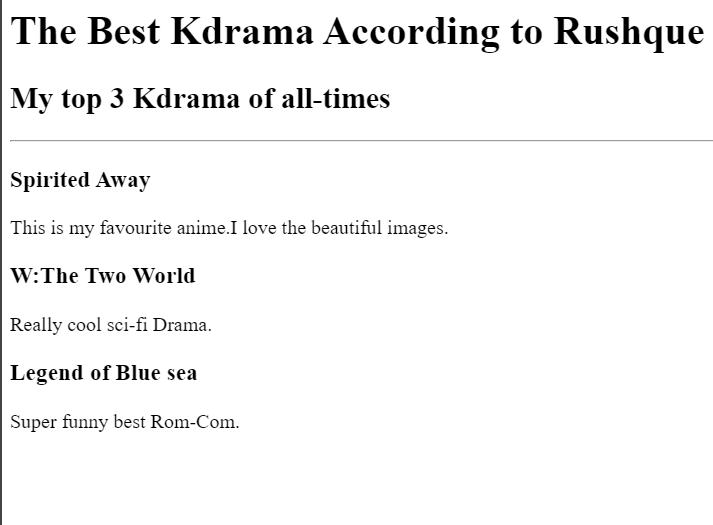 The Best Kdrama According to Rushque
My top 3 Kdrama of all-times
Spirited Away
This is my favourite anime.I love the beautiful images.
W:The Two World
Really cool sci-fi Drama.
Legend of Blue sea
Super funny best Rom-Com.